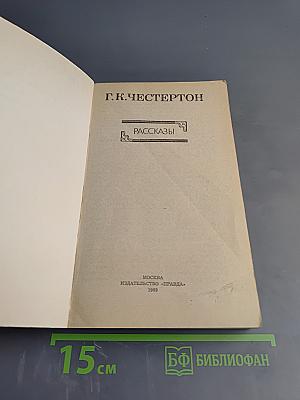 Г. К. ЧЕСТЕРТОН
РАССКАЗЫ
МОСКВА
ИЗДАТЕЛЬСТВО «ПРАВДА»
15 см
БФ БИБЛИОФАН